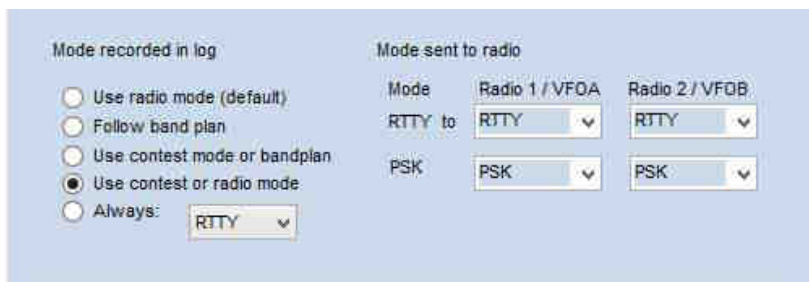 Mode recorded in log
Use radio mode (default)
Follow band plan
Use contest mode or bandplan
Use contest or radio mode
Always: RTTY
Mode sent to radio
Mode Radio 1 / VFOA Radio 2 / VFOB
RTTY to RTTY RTTY
PSK PSK PSK